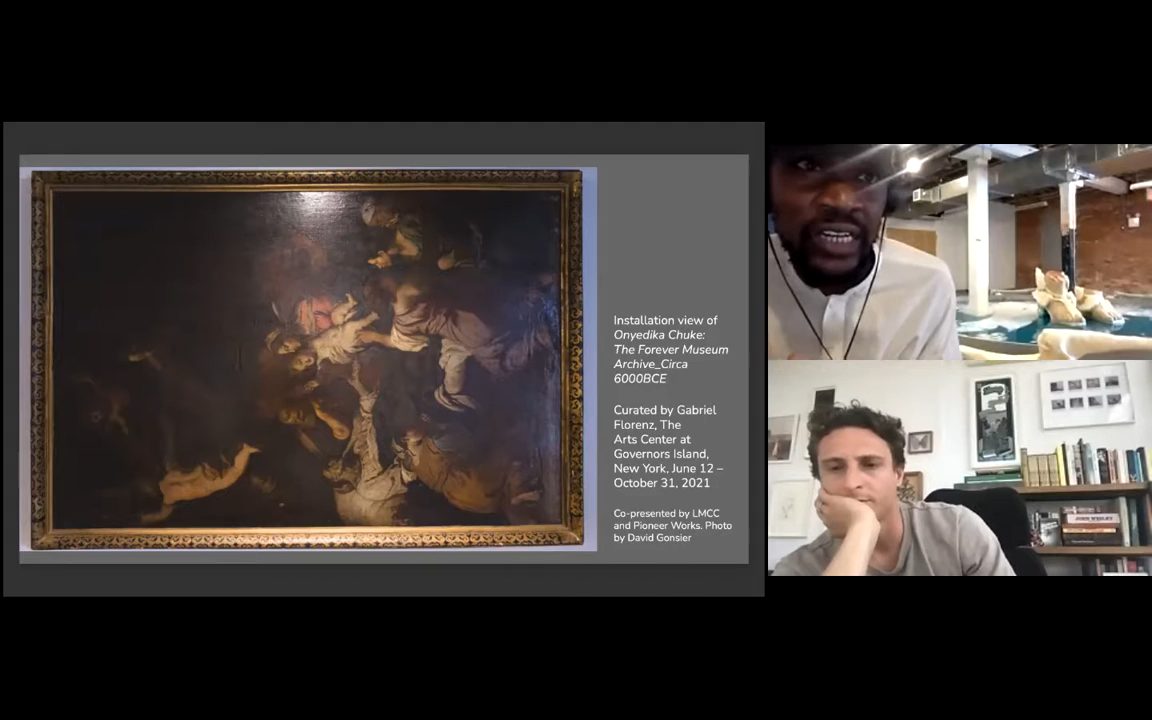 Installation view of
Onyedika Chuke:
The Forever Museum
Archive_Circa
6000BCE
Curated by Gabriel
Florenz, The
Arts Center at
Governors Island,
New York, June 12 –
October 31, 2021
Co-presented by LMCC
and Pioneer Works. Photo
by David Gonsier
JOHN WESLEY